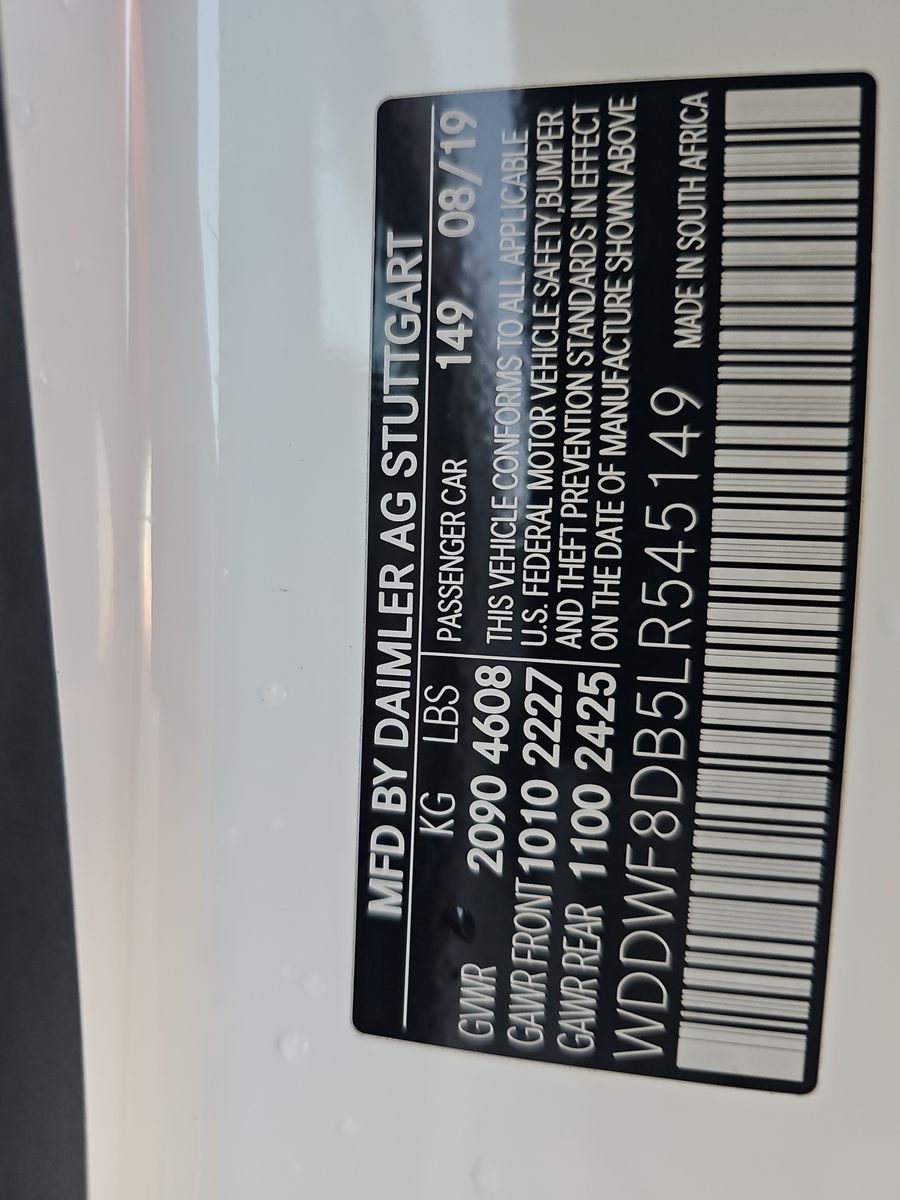 MFD BY DAIMLER AG STUTTGART
KG LBS PASSENGER CAR 149 08/19
GVWR 2090 4608 THIS VEHICLE CONFORMS TO ALL APPLICABLE
GAWR FRONT 1010 2227 U.S. FEDERAL MOTOR VEHICLE SAFETY,BUMPER
GAWR REAR 1100 2425 AND THEFT PREVENTION STANDARDS IN EFFECT
ON THE DATE OF MANUFACTURE SHOWN ABOVE
WDDWF8DB5LR545149 MADE IN SOUTH AFRICA